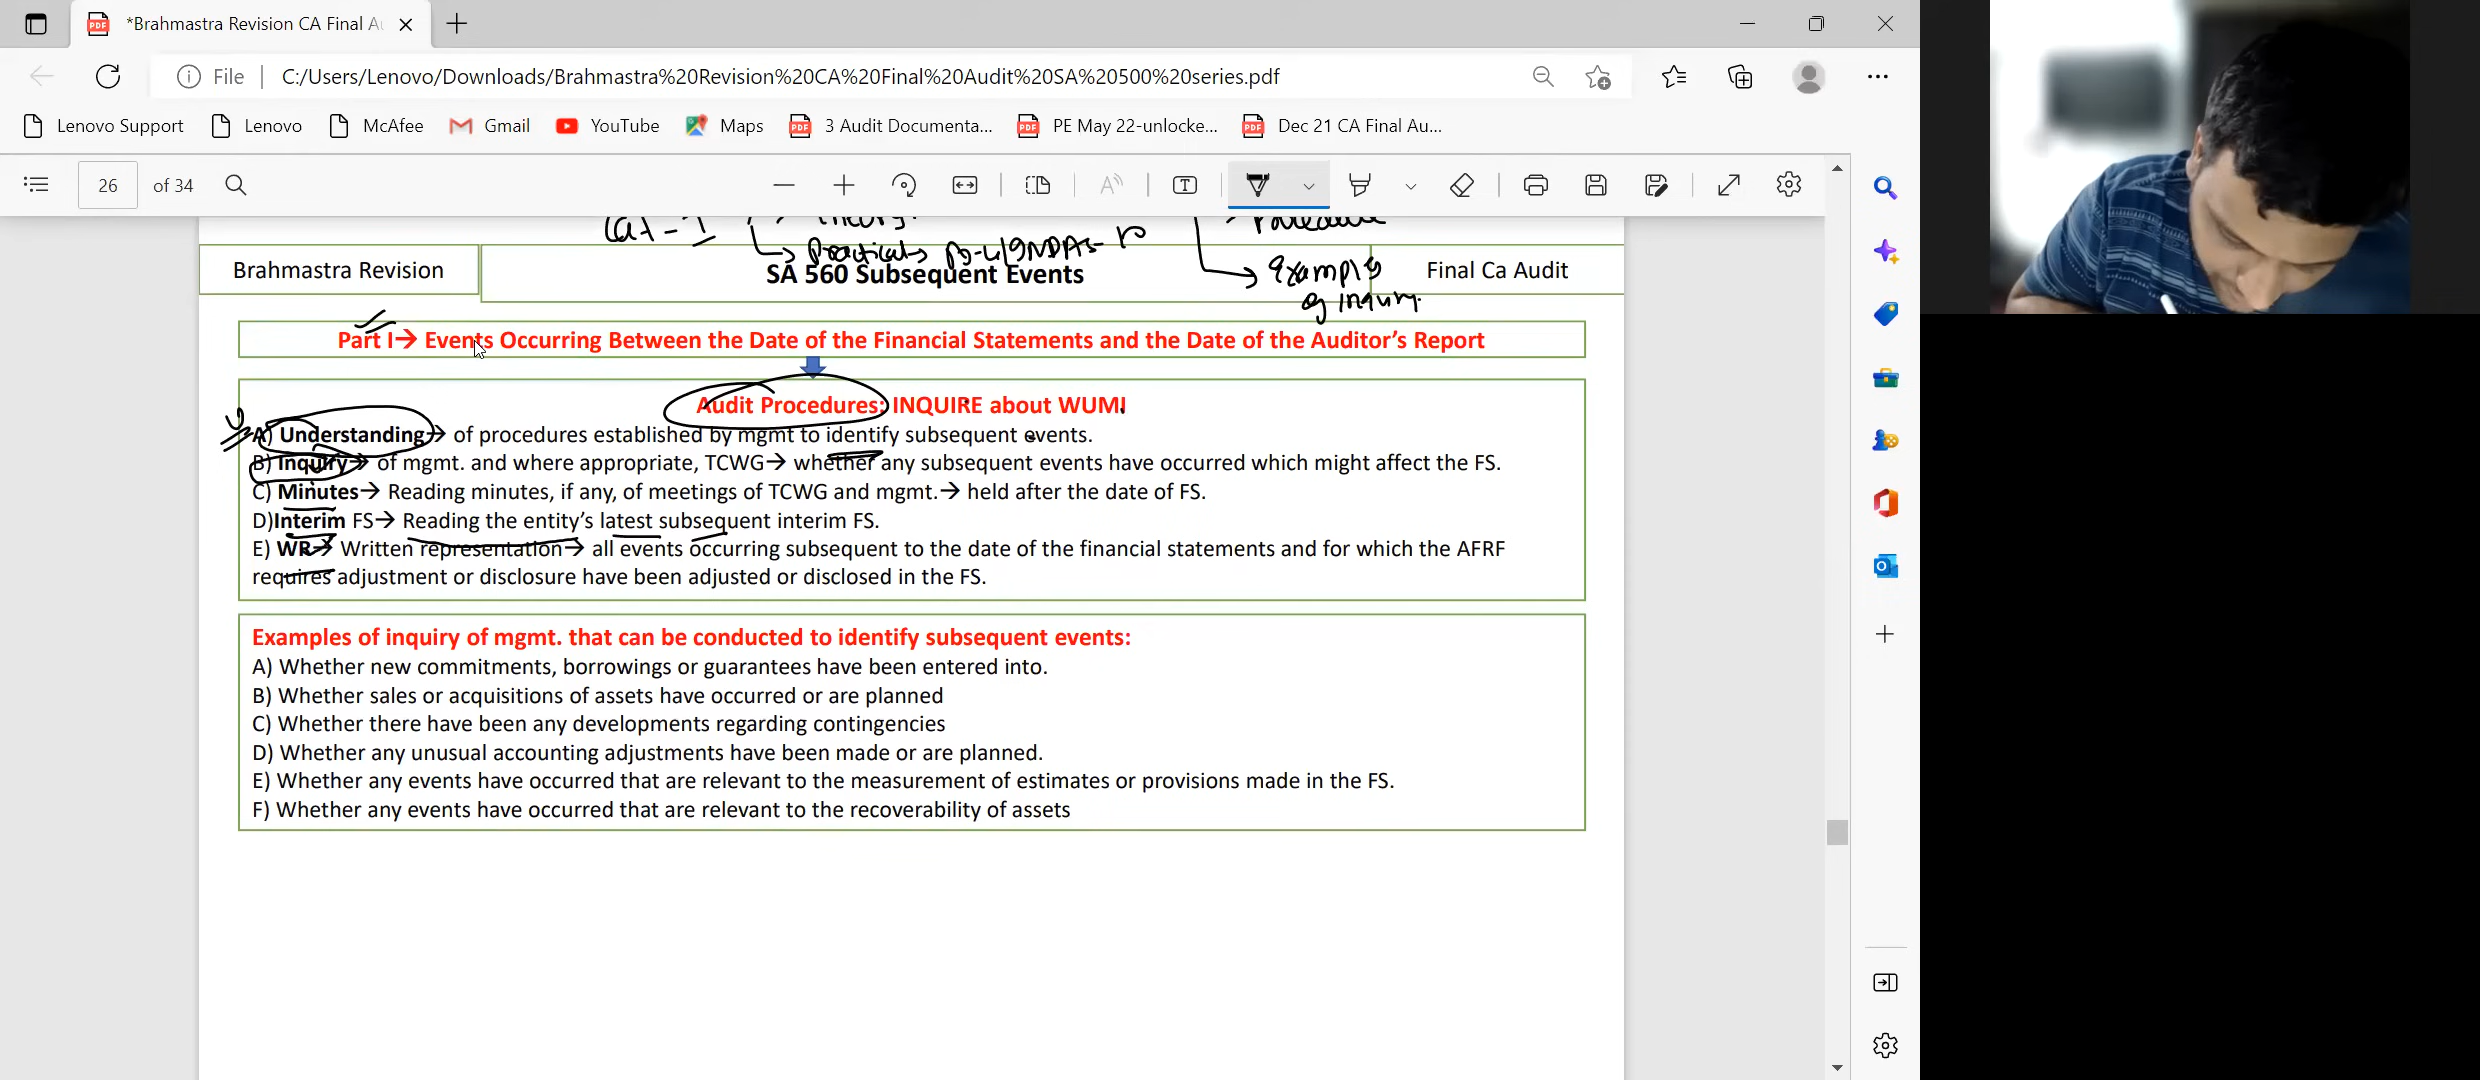 *Brahmastra Revision CA Final A
File
C:/Users/Lenovo/Downloads/Brahmastra%20Revision%20CA%20Final%20Audit%20SA%20500%20series.pdf
Lenovo Support
Lenovo
McAfee
Gmail
YouTube
Maps
3 Audit Documenta...
PE May 22-unlocke...
Dec 21 CA Final Au...
26 of 34
Cat - I
Theory
Practical
Procedure
Examples
of inquiry.
Brahmastra Revision
SA 560 Subsequent Events
Final Ca Audit
Part I→ Events Occurring Between the Date of the Financial Statements and the Date of the Auditor's Report
Audit Procedures: INQUIRE about WUMI
A) Understanding→ of procedures established by mgmt to identify subsequent events.
B) Inquiry→ of mgmt. and where appropriate, TCWG→ whether any subsequent events have occurred which might affect the FS.
C) Minutes→ Reading minutes, if any, of meetings of TCWG and mgmt.→ held after the date of FS.
D)Interim FS→ Reading the entity's latest subsequent interim FS.
E) WR→ Written representation→ all events occurring subsequent to the date of the financial statements and for which the AFRF
requires adjustment or disclosure have been adjusted or disclosed in the FS.
Examples of inquiry of mgmt. that can be conducted to identify subsequent events:
A) Whether new commitments, borrowings or guarantees have been entered into.
B) Whether sales or acquisitions of assets have occurred or are planned
C) Whether there have been any developments regarding contingencies
D) Whether any unusual accounting adjustments have been made or are planned.
E) Whether any events have occurred that are relevant to the measurement of estimates or provisions made in the FS.
F) Whether any events have occurred that are relevant to the recoverability of assets